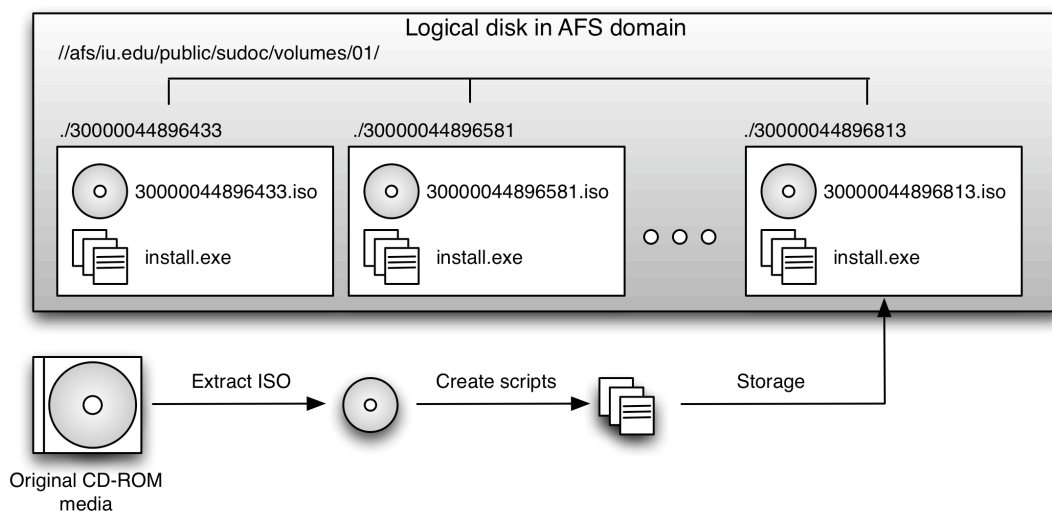 Logical disk in AFS domain
//afs/iu.edu/public/sudoc/volumes/01/
./30000044896433
./30000044896581
./30000044896813
30000044896433.iso
30000044896581.iso
30000044896813.iso
install.exe
install.exe
install.exe
Extract ISO
Create scripts
Storage
Original CD-ROM
media